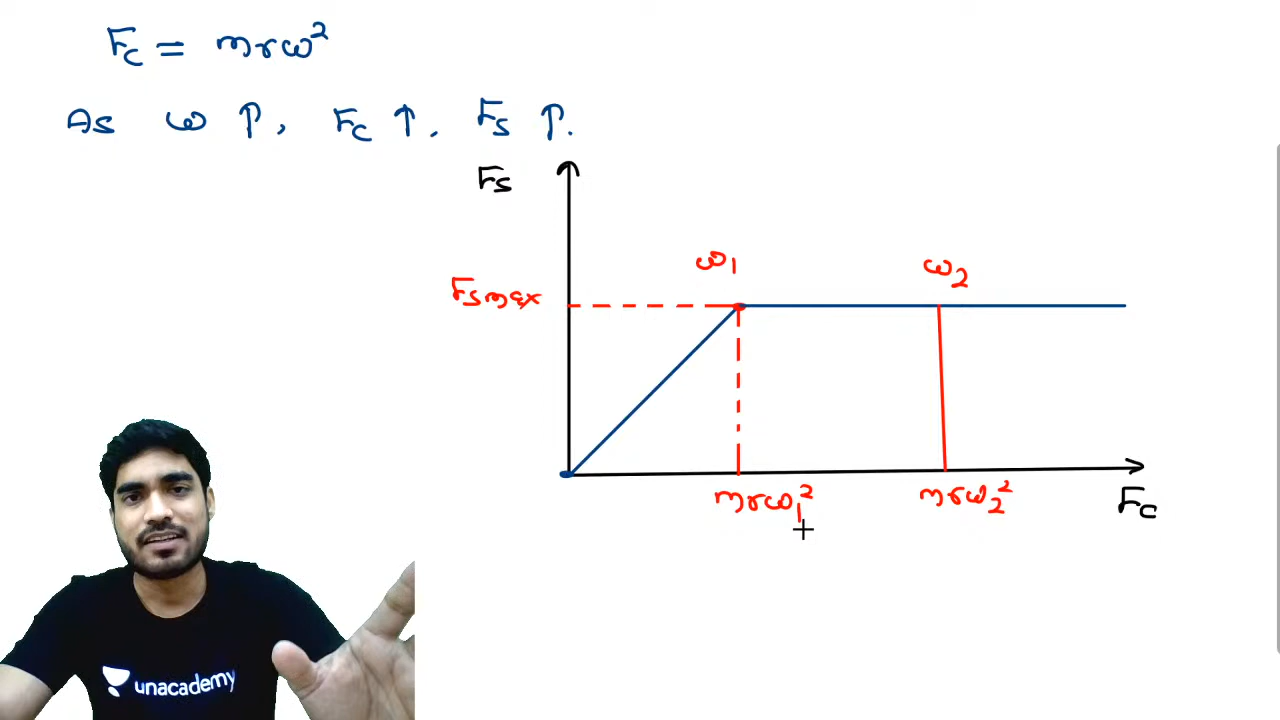 Fc = mrω²
As ω ↑, Fc ↑, Fs ↑.
Fs
ω₁ ω₂
Fsmax
mrω₁² mrω₂²
Fc
unacademy